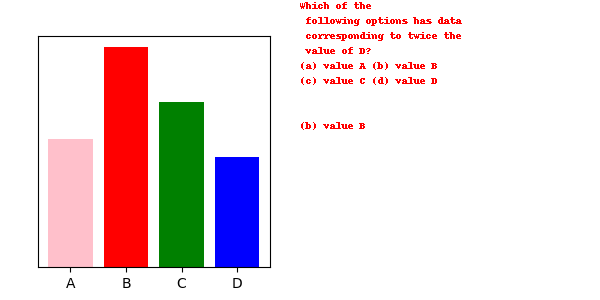 Which of the
following options has data
corresponding to twice the
value of D?
(a) value A (b) value B
(c) value C (d) value D
(b) value B
A B C D